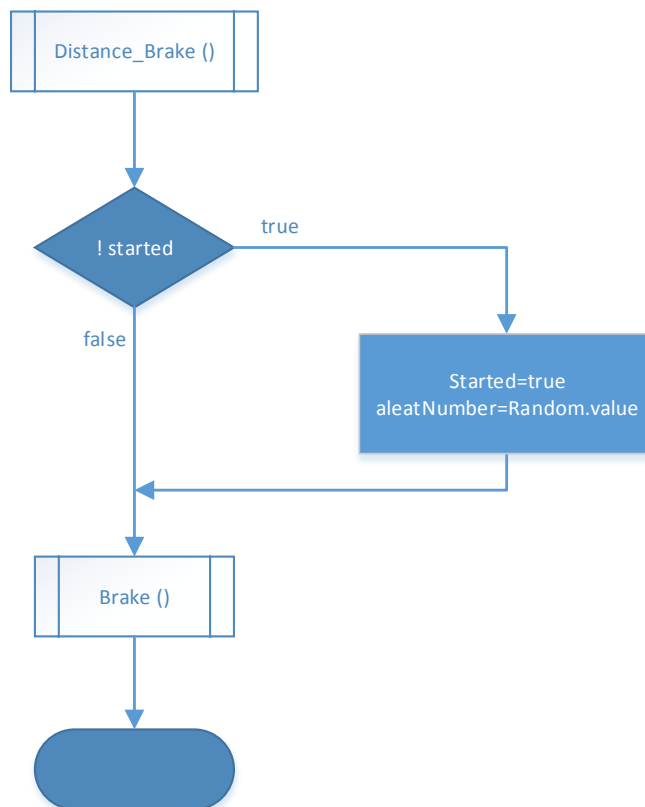 Distance_Brake ()
! started
true
false
Started=true
aleatNumber=Random.value
Brake ()